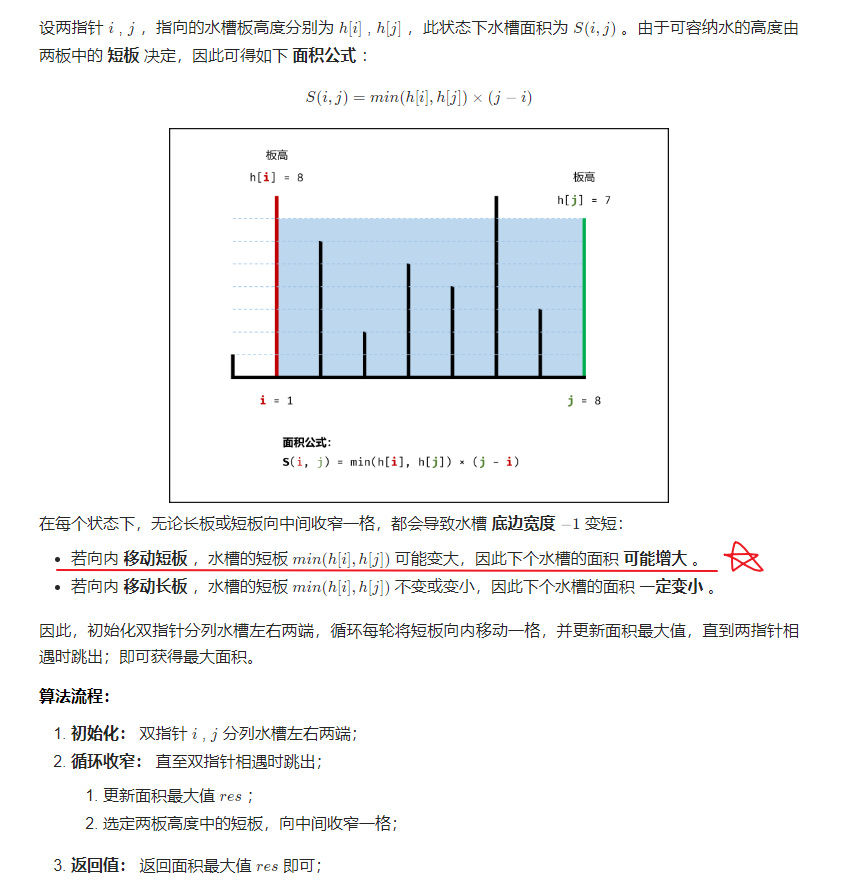 设两指针 i , j ，指向的水槽板高度分别为 h[i] , h[j] ，此状态下水槽面积为 S(i, j) 。由于可容纳水的高度由
两板中的 短板 决定，因此可得如下 面积公式 ：
S(i, j) = min(h[i], h[j]) × (j − i)
板高
h[i] = 8
板高
h[j] = 7
i = 1
j = 8
面积公式：
S(i, j) = min(h[i], h[j]) × (j - i)
在每个状态下，无论长板或短板向中间收窄一格，都会导致水槽 底边宽度 −1 变短：
• 若向内 移动短板 ，水槽的短板 min(h[i], h[j]) 可能变大，因此下个水槽的面积 可能增大 。
• 若向内 移动长板 ，水槽的短板 min(h[i], h[j]) 不变或变小，因此下个水槽的面积 一定变小 。
因此，初始化双指针分列水槽左右两端，循环每轮将短板向内移动一格，并更新面积最大值，直到两指针相
遇时跳出；即可获得最大面积。
算法流程：
1. 初始化： 双指针 i , j 分列水槽左右两端；
2. 循环收窄： 直至双指针相遇时跳出；
1. 更新面积最大值 res ；
2. 选定两板高度中的短板，向中间收窄一格；
3. 返回值： 返回面积最大值 res 即可；